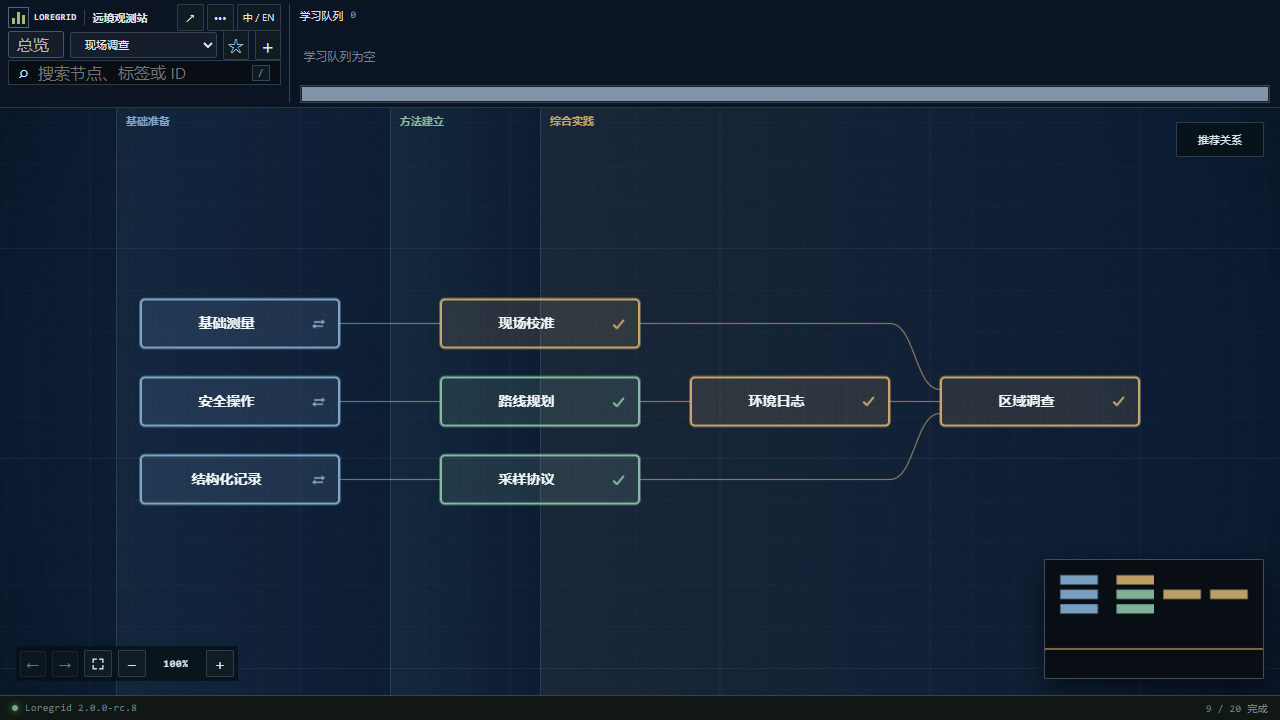 LOREGRID 远境观测站 ↗ ••• 中 / EN
总览 现场调查 ☆ +
搜索节点、标签或 ID /
学习队列 0
学习队列为空
基础准备 方法建立 综合实践
推荐关系
基础测量 现场校准
安全操作 路线规划 环境日志 区域调查
结构化记录 采样协议
← → − 100% +
Loregrid 2.0.0-rc.8 9 / 20 完成